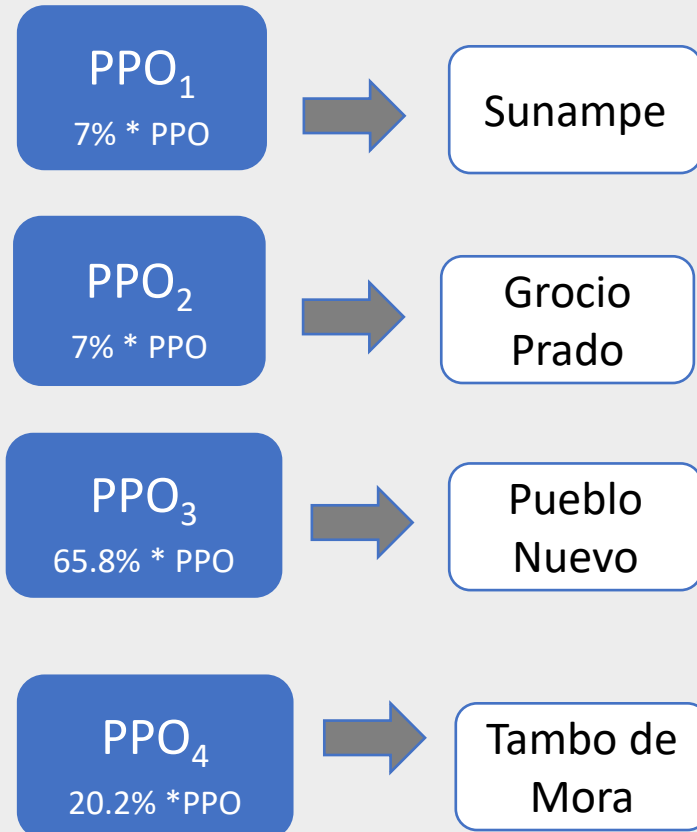 PPO₁
7% * PPO
Sunampe
PPO₂
7% * PPO
Grocio
Prado
PPO₃
65.8% * PPO
Pueblo
Nuevo
PPO₄
20.2% *PPO
Tambo de
Mora